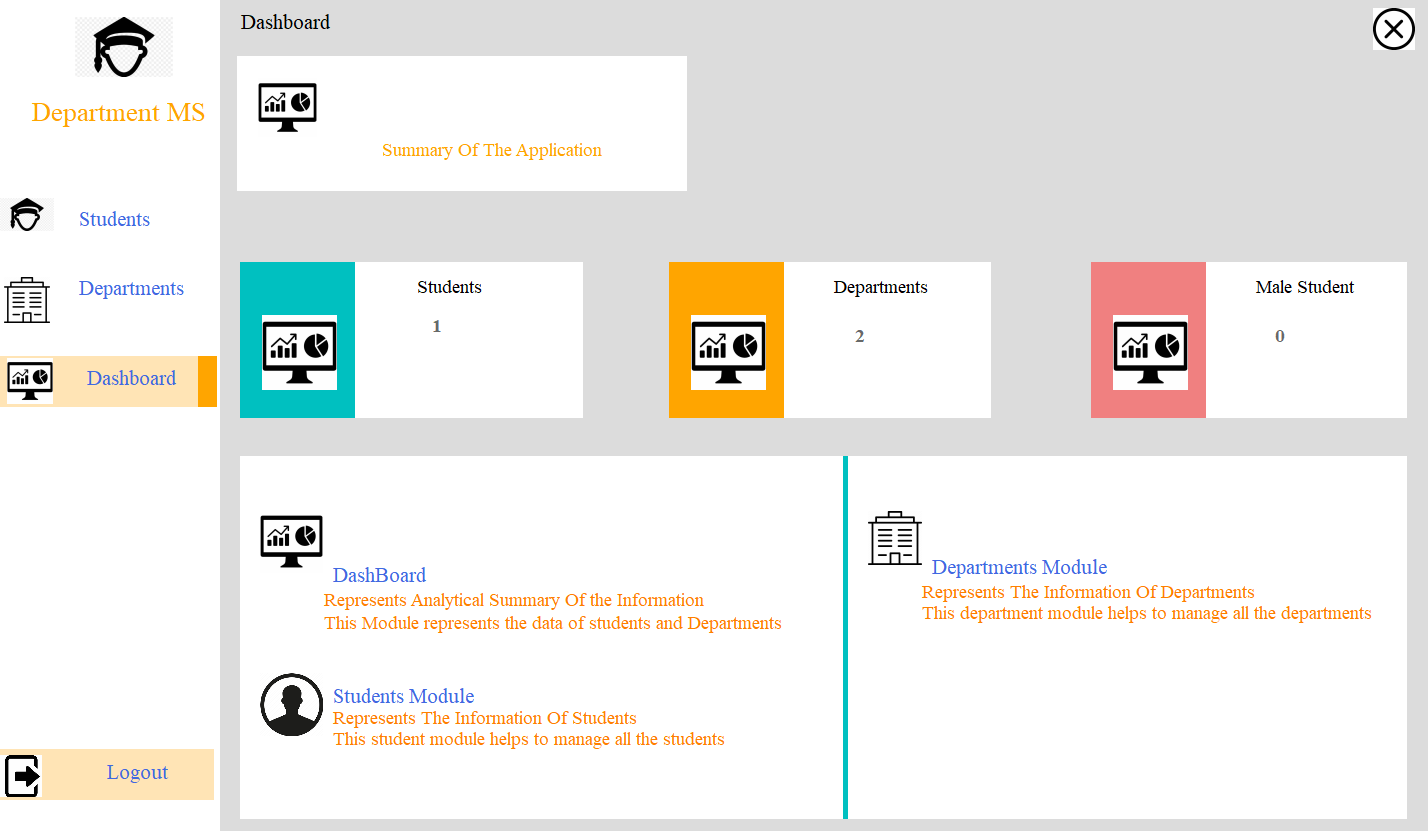 Dashboard
Department MS
Summary Of The Application
Students
Departments
Dashboard
Students
1
Departments
2
Male Student
0
DashBoard
Represents Analytical Summary Of the Information
This Module represents the data of students and Departments
Students Module
Represents The Information Of Students
This student module helps to manage all the students
Departments Module
Represents The Information Of Departments
This department module helps to manage all the departments
Logout